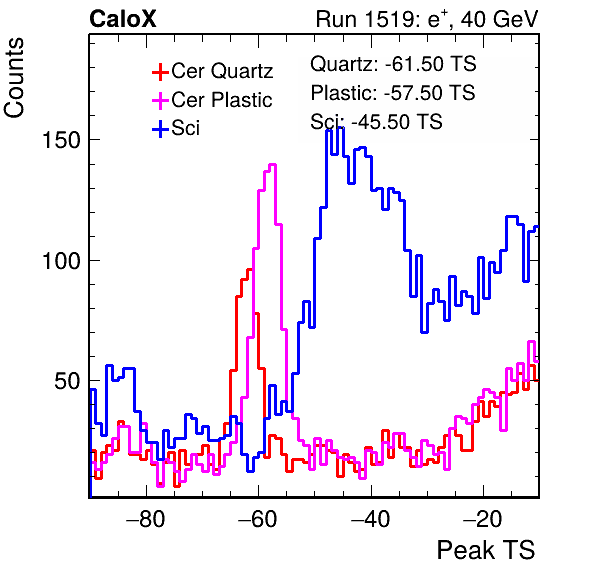 CaloX Run 1519: e⁺, 40 GeV
Counts
Cer Quartz
Cer Plastic
Sci
Quartz: -61.50 TS
Plastic: -57.50 TS
Sci: -45.50 TS
150
100
50
−80 −60 −40 −20
Peak TS